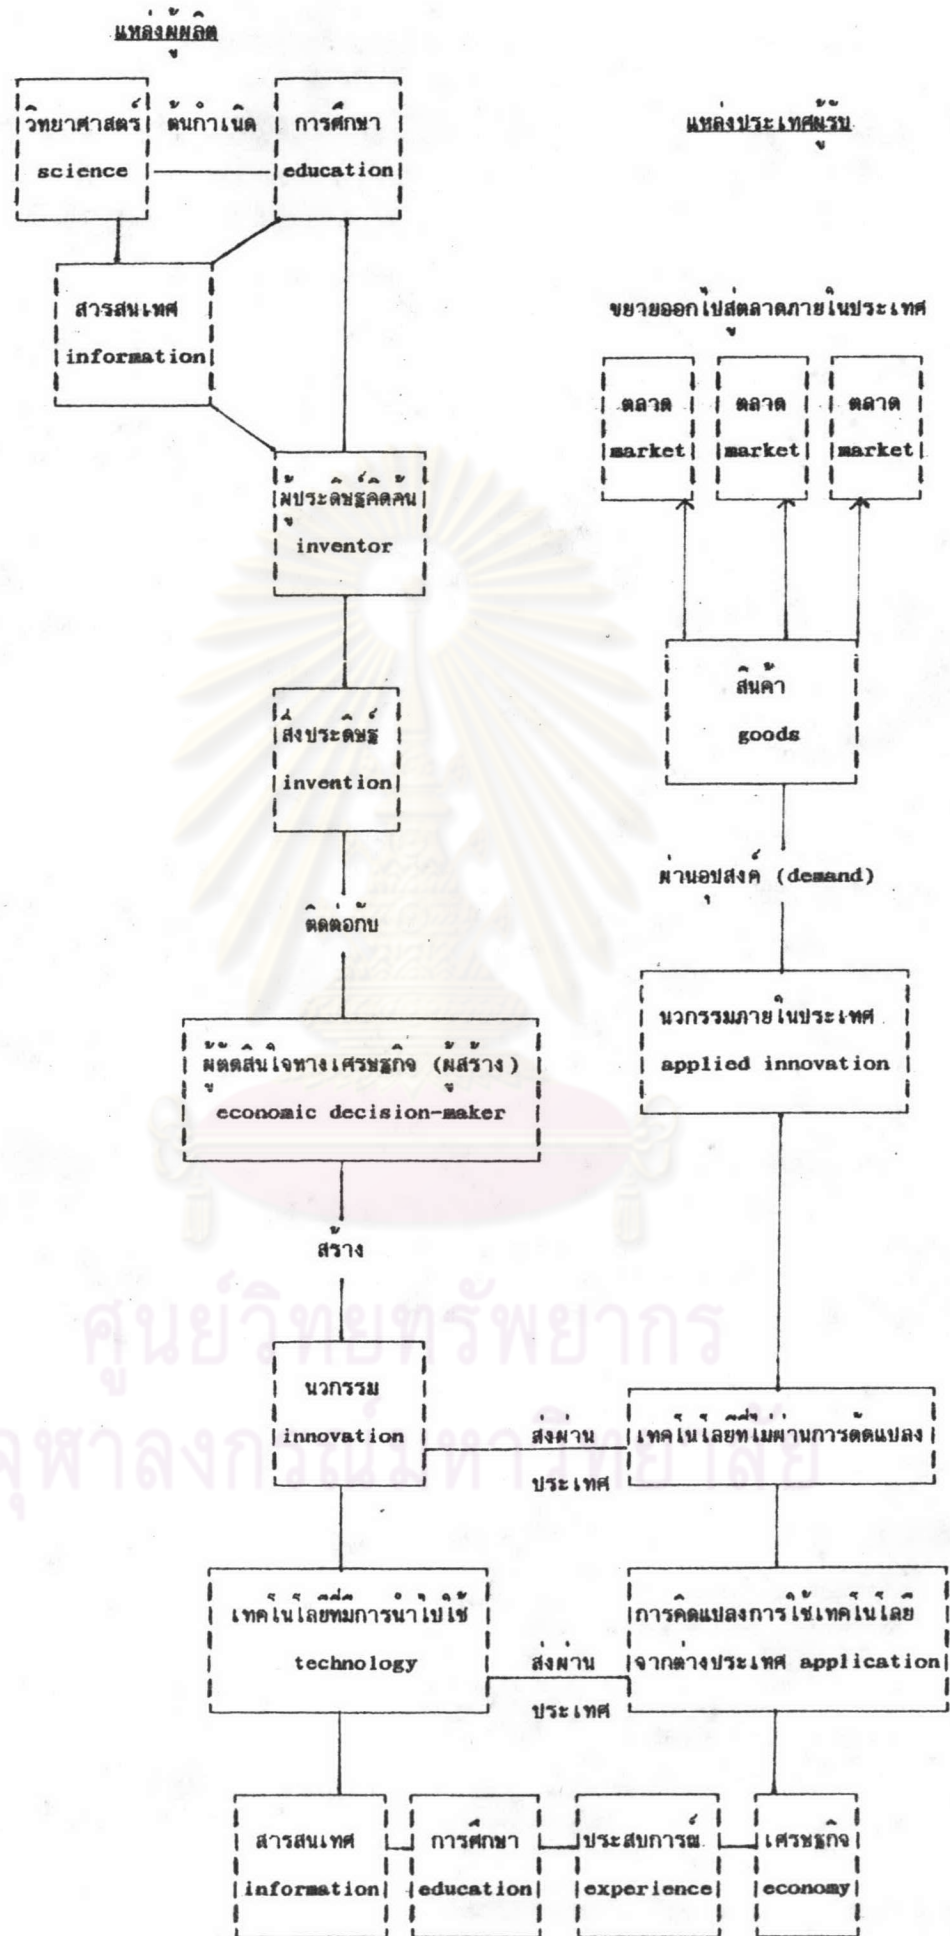 แหล่งผู้ผลิต
วิทยาศาสตร์
science
ต้นกำเนิด
การศึกษา
education
สารสนเทศ
information
ผู้ประดิษฐ์คิดค้น
inventor
สิ่งประดิษฐ์
invention
ติดต่อกับ
ผู้ตัดสินใจทางเศรษฐกิจ (ผู้สร้าง)
economic decision-maker
สร้าง
นวกรรม
innovation
ส่งผ่าน
ประเทศ
เทคโนโลยีที่มีการนำไปใช้
technology
ส่งผ่าน
ประเทศ
สารสนเทศ
information
การศึกษา
education
ประสบการณ์
experience
เศรษฐกิจ
economy
แหล่งประเทศผู้รับ
ขยายออกไปสู่ตลาดภายในประเทศ
ตลาด
market
ตลาด
market
ตลาด
market
สินค้า
goods
ผ่านอุปสงค์ (demand)
นวกรรมภายในประเทศ
applied innovation
เทคโนโลยีที่ไม่ผ่านการดัดแปลง
การคิดแปลงการใช้เทคโนโลยี
จากต่างประเทศ application
ศูนย์วิทยทรัพยากร
จุฬาลงกรณ์มหาวิทยาลัย